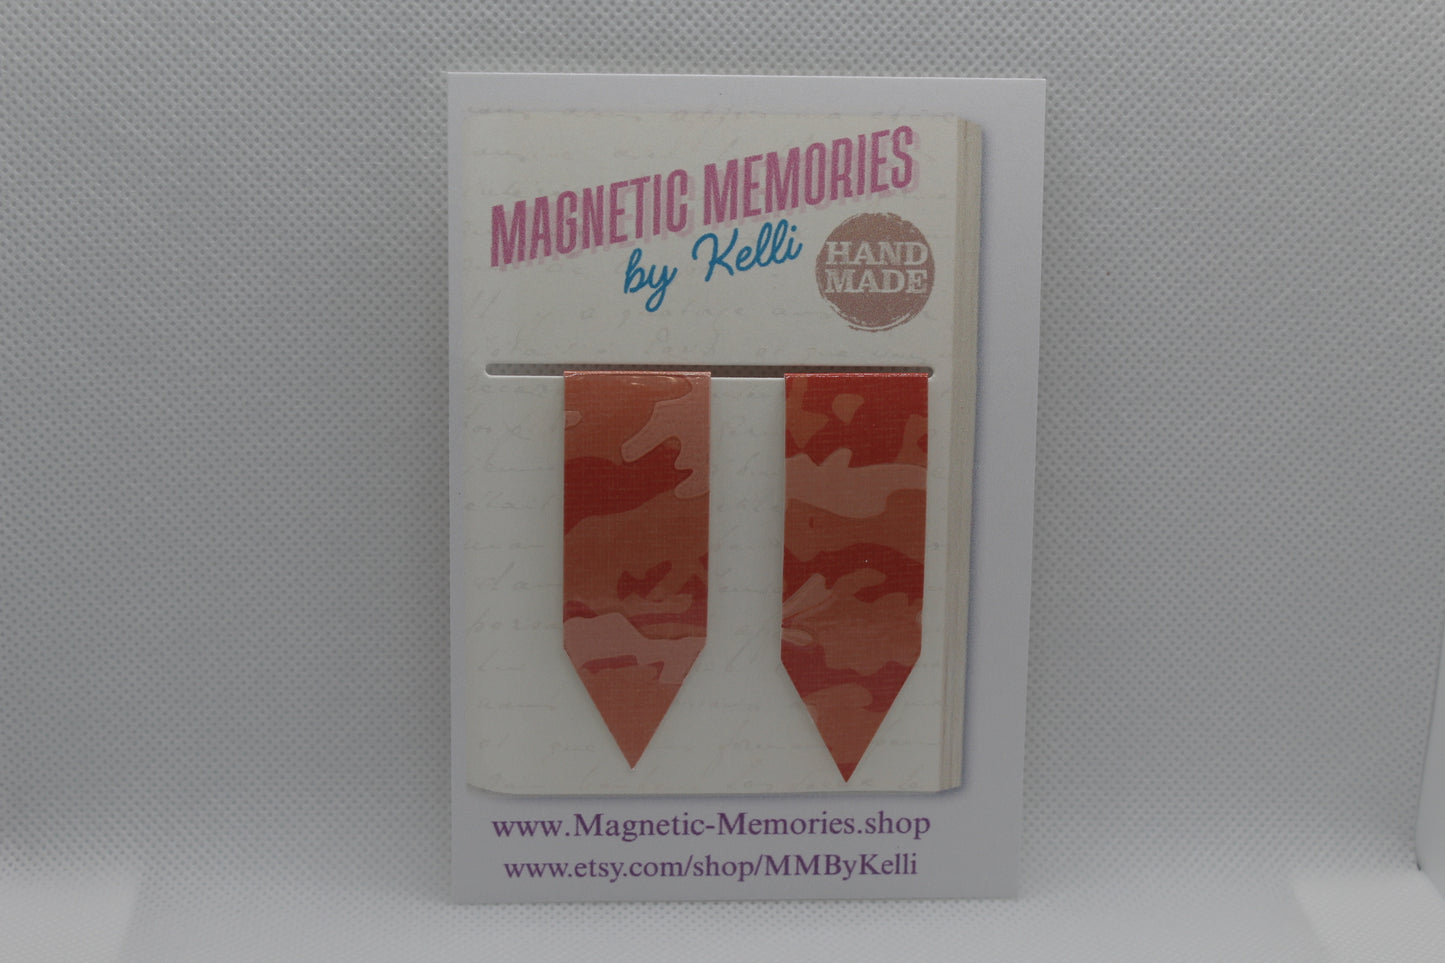 MAGNETIC MEMORIES
by Kelli
HAND
MADE
www.Magnetic-Memories.shop
www.etsy.com/shop/MMByKelli